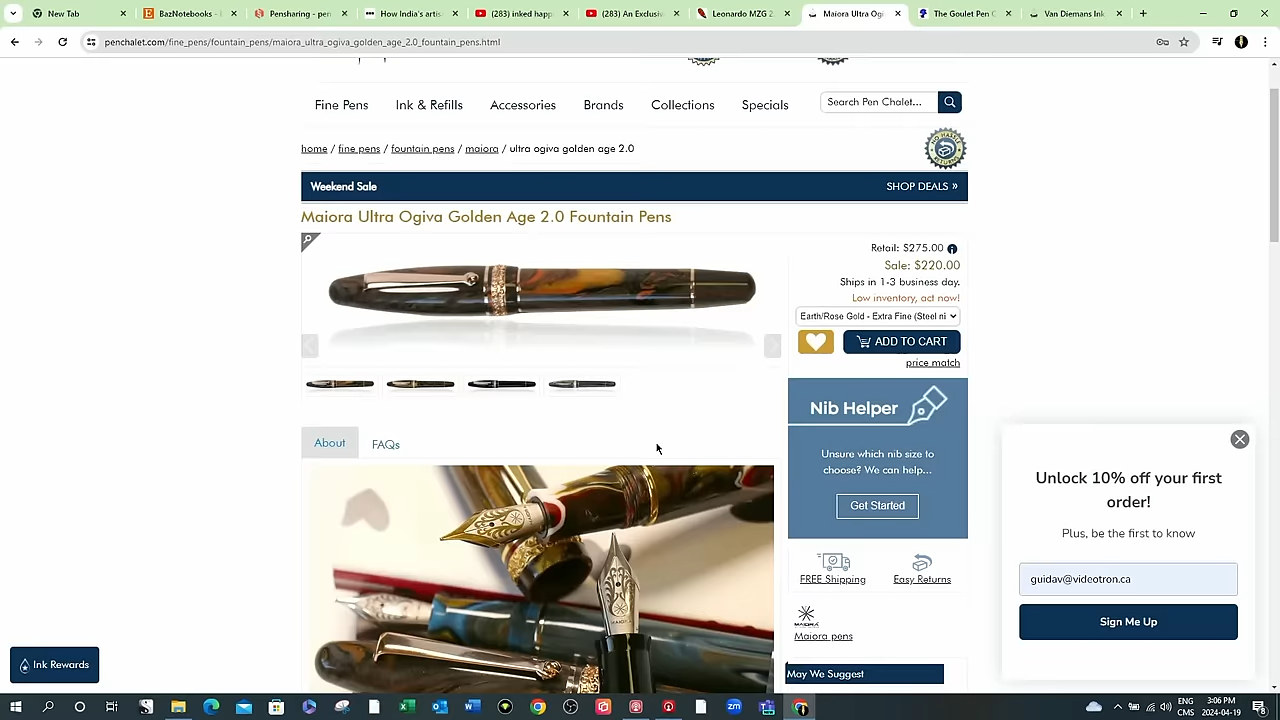 New Tab
BazNotebooks - 
Pensharing - pen
How India's artis
(283) inked happ
(283) An Exclusiv
Leonardo MZG 2.
Maiora Ultra Ogi
The Goulet Pen C
Van Diemans Ink
penchalet.com/fine_pens/fountain_pens/maiora_ultra_ogiva_golden_age_2.0_fountain_pens.html
Fine Pens
Ink & Refills
Accessories
Brands
Collections
Specials
Search Pen Chalet...
home / fine pens / fountain pens / maiora / ultra ogiva golden age 2.0
NO HASSLE RETURNS
Weekend Sale
SHOP DEALS »
Maiora Ultra Ogiva Golden Age 2.0 Fountain Pens
Retail: $275.00
Sale: $220.00
Ships in 1-3 business day.
Low inventory, act now!
Earth/Rose Gold - Extra Fine (Steel ni
ADD TO CART
price match
Nib Helper
Unsure which nib size to
choose? We can help...
Get Started
About
FAQs
FREE Shipping
Easy Returns
MAIORA
Maiora pens
May We Suggest
Unlock 10% off your first
order!
Plus, be the first to know
guidav@videotron.ca
Sign Me Up
Ink Rewards
ENG
CMS
3:06 PM
2024-04-19